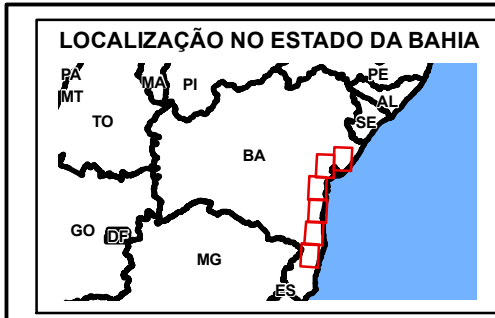 LOCALIZAÇÃO NO ESTADO DA BAHIA
PA
MA
PI
PE
MT
AL
TO
SE
BA
GO
DF
MG
ES